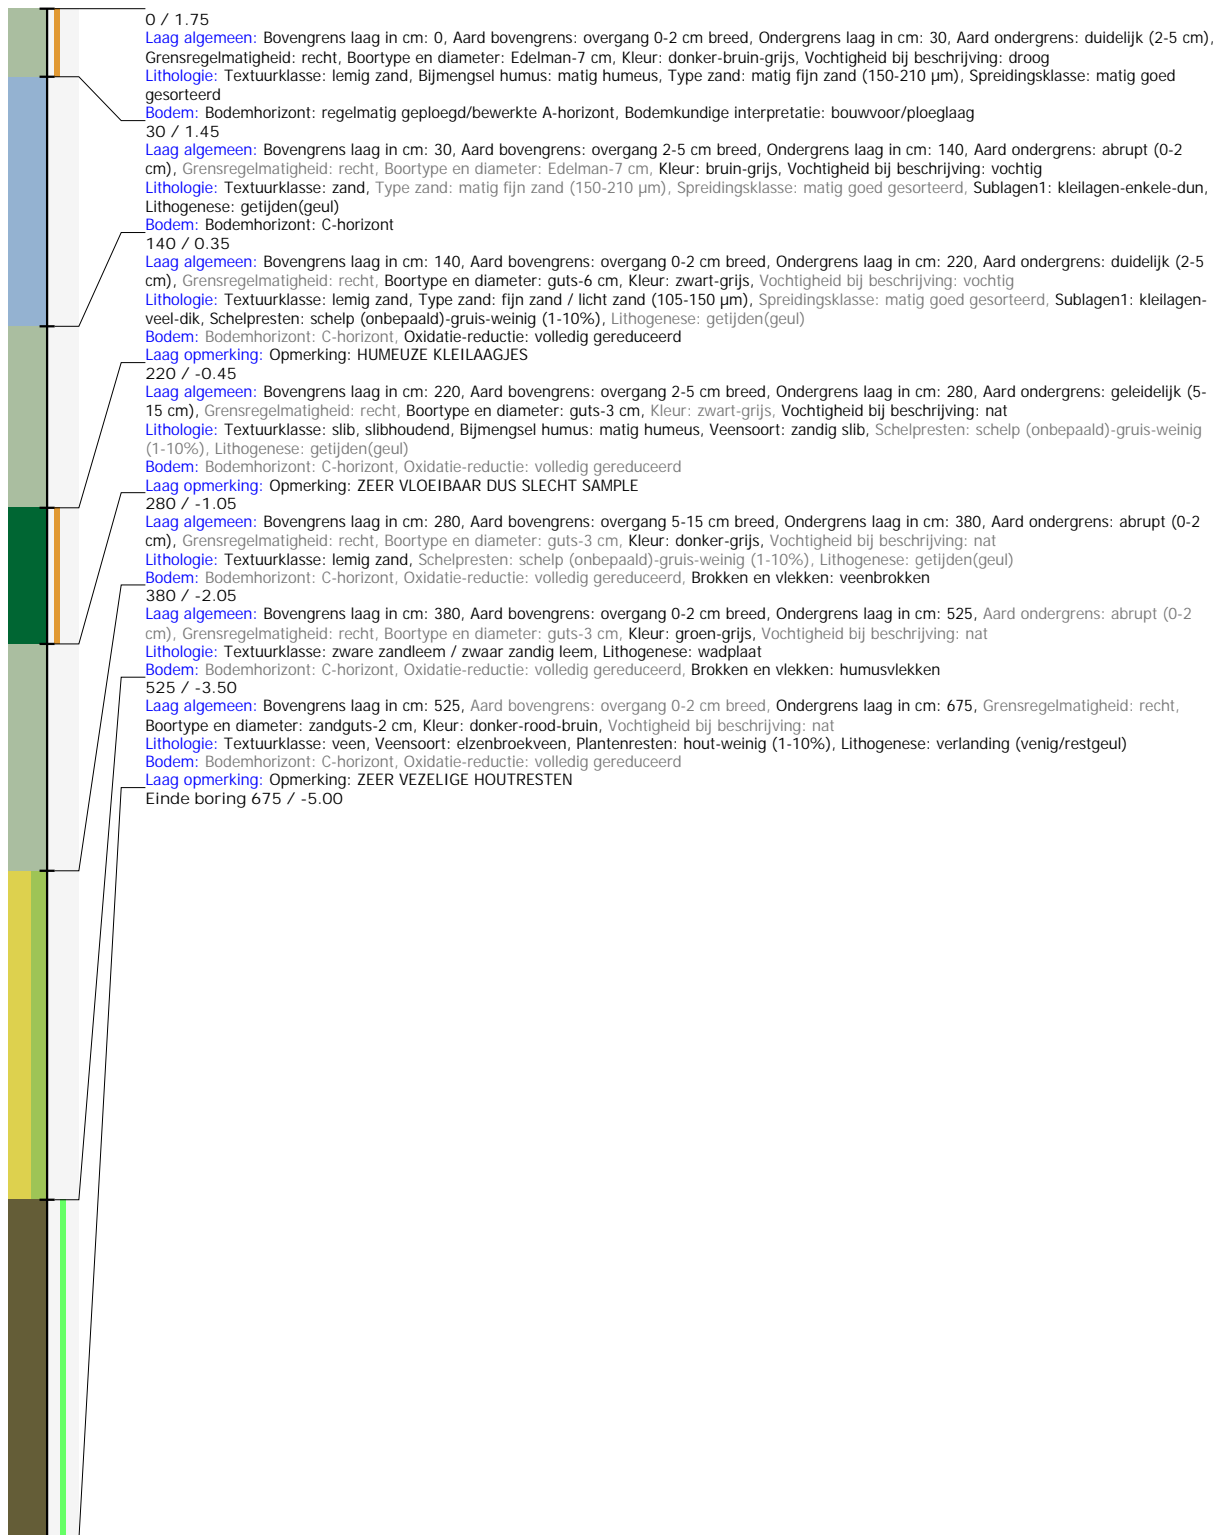 0 / 1.75
Laag algemeen: Bovengrens laag in cm: 0, Aard bovengrens: overgang 0-2 cm breed, Ondergrens laag in cm: 30, Aard ondergrens: duidelijk (2-5 cm),
Grensregelmatigheid: recht, Boortype en diameter: Edelman-7 cm, Kleur: donker-bruin-grijs, Vochtigheid bij beschrijving: droog
Lithologie: Textuurklasse: lemig zand, Bijmengsel humus: matig humeus, Type zand: matig fijn zand (150-210 µm), Spreidingsklasse: matig goed
gesorteerd
Bodem: Bodemhorizont: regelmatig geploegd/bewerkte A-horizont, Bodemkundige interpretatie: bouwvoor/ploeglaag
30 / 1.45
Laag algemeen: Bovengrens laag in cm: 30, Aard bovengrens: overgang 2-5 cm breed, Ondergrens laag in cm: 140, Aard ondergrens: abrupt (0-2
cm), Grensregelmatigheid: recht, Boortype en diameter: Edelman-7 cm, Kleur: bruin-grijs, Vochtigheid bij beschrijving: vochtig
Lithologie: Textuurklasse: zand, Type zand: matig fijn zand (150-210 µm), Spreidingsklasse: matig goed gesorteerd, Sublagen1: kleilagen-enkele-dun,
Lithogenese: getijden(geul)
Bodem: Bodemhorizont: C-horizont
140 / 0.35
Laag algemeen: Bovengrens laag in cm: 140, Aard bovengrens: overgang 0-2 cm breed, Ondergrens laag in cm: 220, Aard ondergrens: duidelijk (2-5
cm), Grensregelmatigheid: recht, Boortype en diameter: guts-6 cm, Kleur: zwart-grijs, Vochtigheid bij beschrijving: vochtig
Lithologie: Textuurklasse: lemig zand, Type zand: fijn zand / licht zand (105-150 µm), Spreidingsklasse: matig goed gesorteerd, Sublagen1: kleilagen-
veel-dik, Schelpresten: schelp (onbepaald)-gruis-weinig (1-10%), Lithogenese: getijden(geul)
Bodem: Bodemhorizont: C-horizont, Oxidatie-reductie: volledig gereduceerd
Laag opmerking: Opmerking: HUMEUZE KLEILAAGJES
220 / -0.45
Laag algemeen: Bovengrens laag in cm: 220, Aard bovengrens: overgang 2-5 cm breed, Ondergrens laag in cm: 280, Aard ondergrens: geleidelijk (5-
15 cm), Grensregelmatigheid: recht, Boortype en diameter: guts-3 cm, Kleur: zwart-grijs, Vochtigheid bij beschrijving: nat
Lithologie: Textuurklasse: slib, slibhoudend, Bijmengsel humus: matig humeus, Veensoort: zandig slib, Schelpresten: schelp (onbepaald)-gruis-weinig
(1-10%), Lithogenese: getijden(geul)
Bodem: Bodemhorizont: C-horizont, Oxidatie-reductie: volledig gereduceerd
Laag opmerking: Opmerking: ZEER VLOEIBAAR DUS SLECHT SAMPLE
280 / -1.05
Laag algemeen: Bovengrens laag in cm: 280, Aard bovengrens: overgang 5-15 cm breed, Ondergrens laag in cm: 380, Aard ondergrens: abrupt (0-2
cm), Grensregelmatigheid: recht, Boortype en diameter: guts-3 cm, Kleur: donker-grijs, Vochtigheid bij beschrijving: nat
Lithologie: Textuurklasse: lemig zand, Schelpresten: schelp (onbepaald)-gruis-weinig (1-10%), Lithogenese: getijden(geul)
Bodem: Bodemhorizont: C-horizont, Oxidatie-reductie: volledig gereduceerd, Brokken en vlekken: veenbrokken
380 / -2.05
Laag algemeen: Bovengrens laag in cm: 380, Aard bovengrens: overgang 0-2 cm breed, Ondergrens laag in cm: 525, Aard ondergrens: abrupt (0-2
cm), Grensregelmatigheid: recht, Boortype en diameter: guts-3 cm, Kleur: groen-grijs, Vochtigheid bij beschrijving: nat
Lithologie: Textuurklasse: zware zandleem / zwaar zandig leem, Lithogenese: wadplaat
Bodem: Bodemhorizont: C-horizont, Oxidatie-reductie: volledig gereduceerd, Brokken en vlekken: humusvlekken
525 / -3.50
Laag algemeen: Bovengrens laag in cm: 525, Aard bovengrens: overgang 0-2 cm breed, Ondergrens laag in cm: 675, Grensregelmatigheid: recht,
Boortype en diameter: zandguts-2 cm, Kleur: donker-rood-bruin, Vochtigheid bij beschrijving: nat
Lithologie: Textuurklasse: veen, Veensoort: elzenbroekveen, Plantenresten: hout-weinig (1-10%), Lithogenese: verlanding (venig/restgeul)
Bodem: Bodemhorizont: C-horizont, Oxidatie-reductie: volledig gereduceerd
Laag opmerking: Opmerking: ZEER VEZELIGE HOUTRESTEN
Einde boring 675 / -5.00